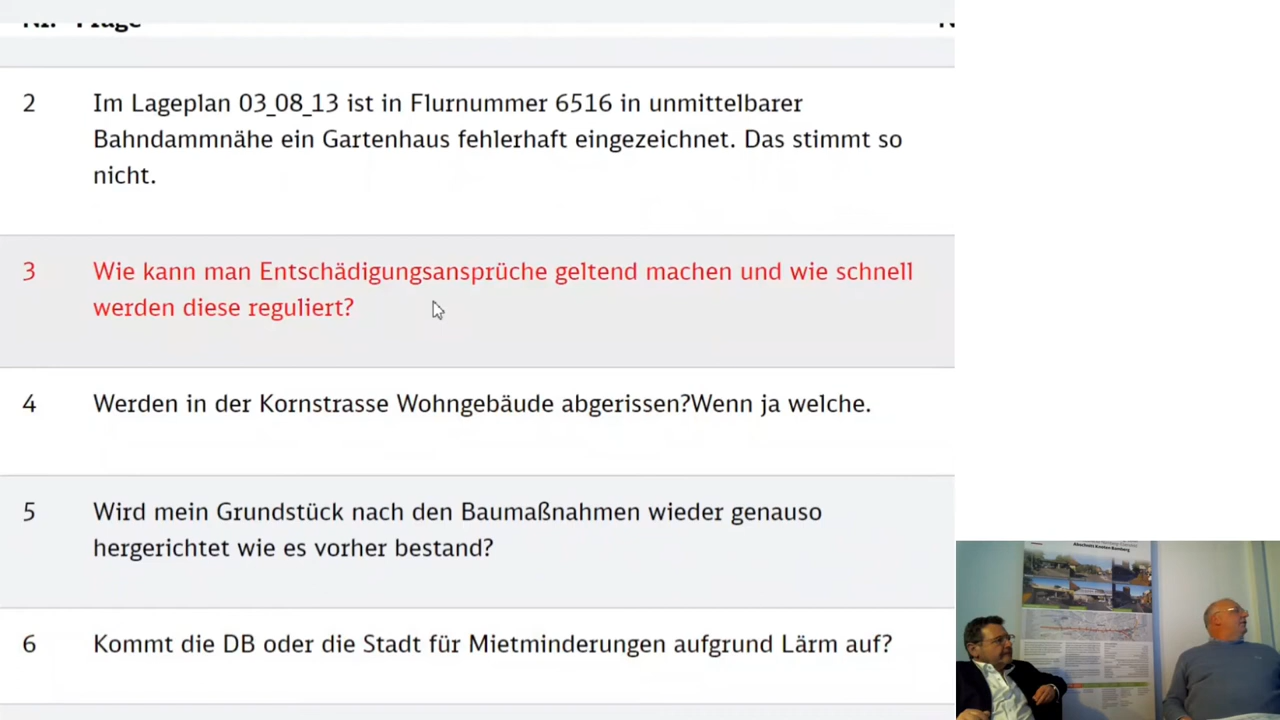 2 Im Lageplan 03_08_13 ist in Flurnummer 6516 in unmittelbarer
Bahndammnähe ein Gartenhaus fehlerhaft eingezeichnet. Das stimmt so
nicht.
3 Wie kann man Entschädigungsansprüche geltend machen und wie schnell
werden diese reguliert?
4 Werden in der Kornstrasse Wohngebäude abgerissen?Wenn ja welche.
5 Wird mein Grundstück nach den Baumaßnahmen wieder genauso
hergerichtet wie es vorher bestand?
6 Kommt die DB oder die Stadt für Mietminderungen aufgrund Lärm auf?